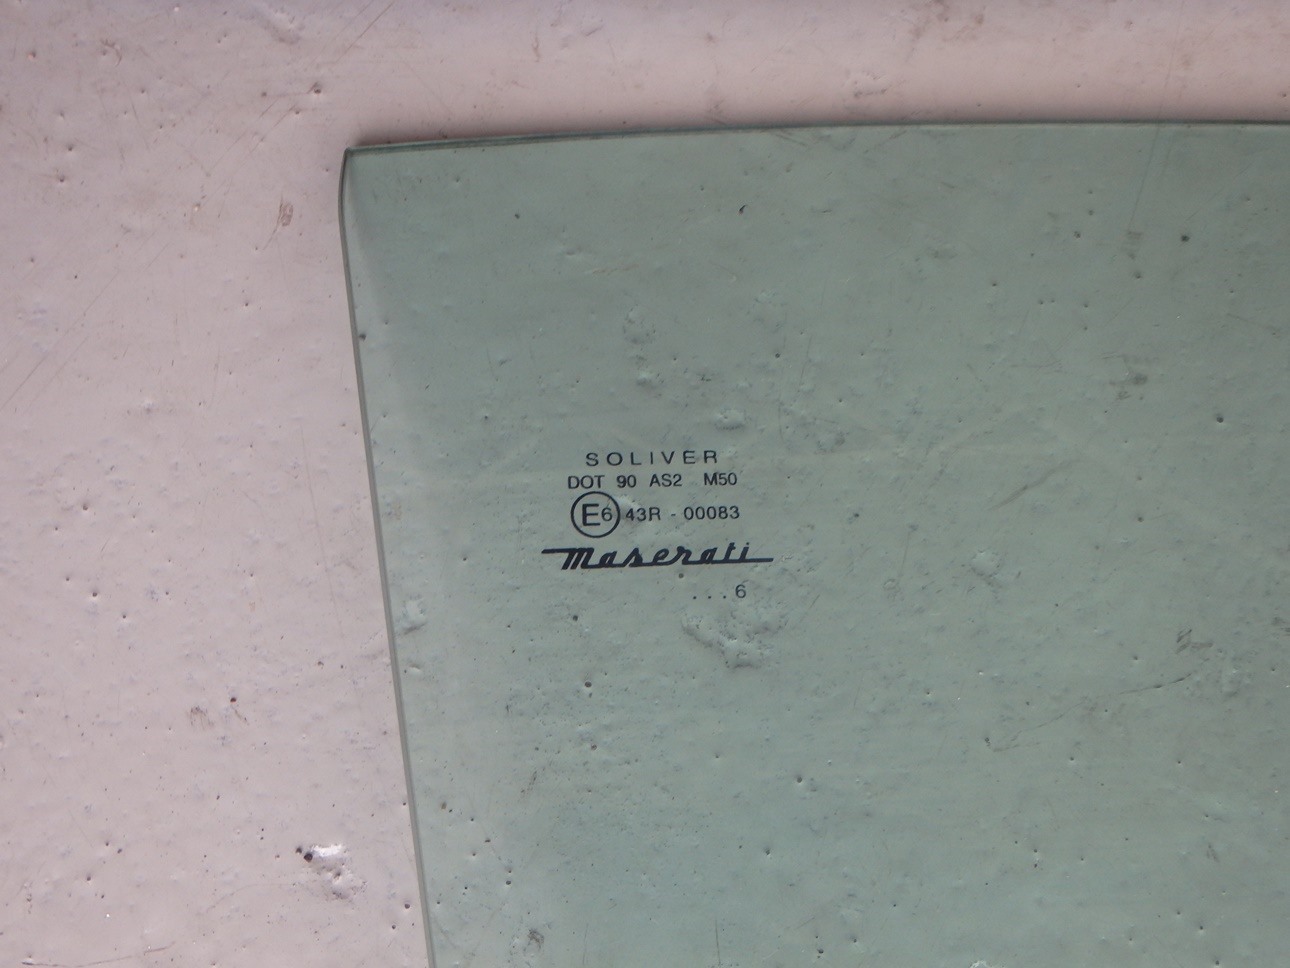 SOLIVER
DOT 90 AS2 M50
E6 43R - 00083
Maserati
...6